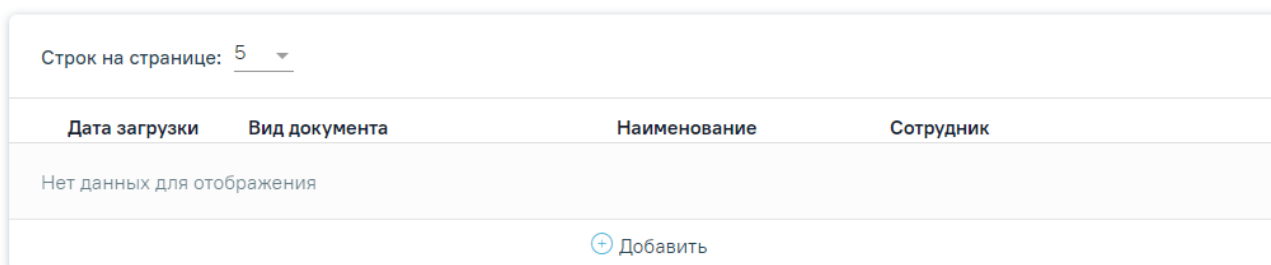 Строк на странице: 5
Дата загрузки Вид документа Наименование Сотрудник
Нет данных для отображения
Добавить